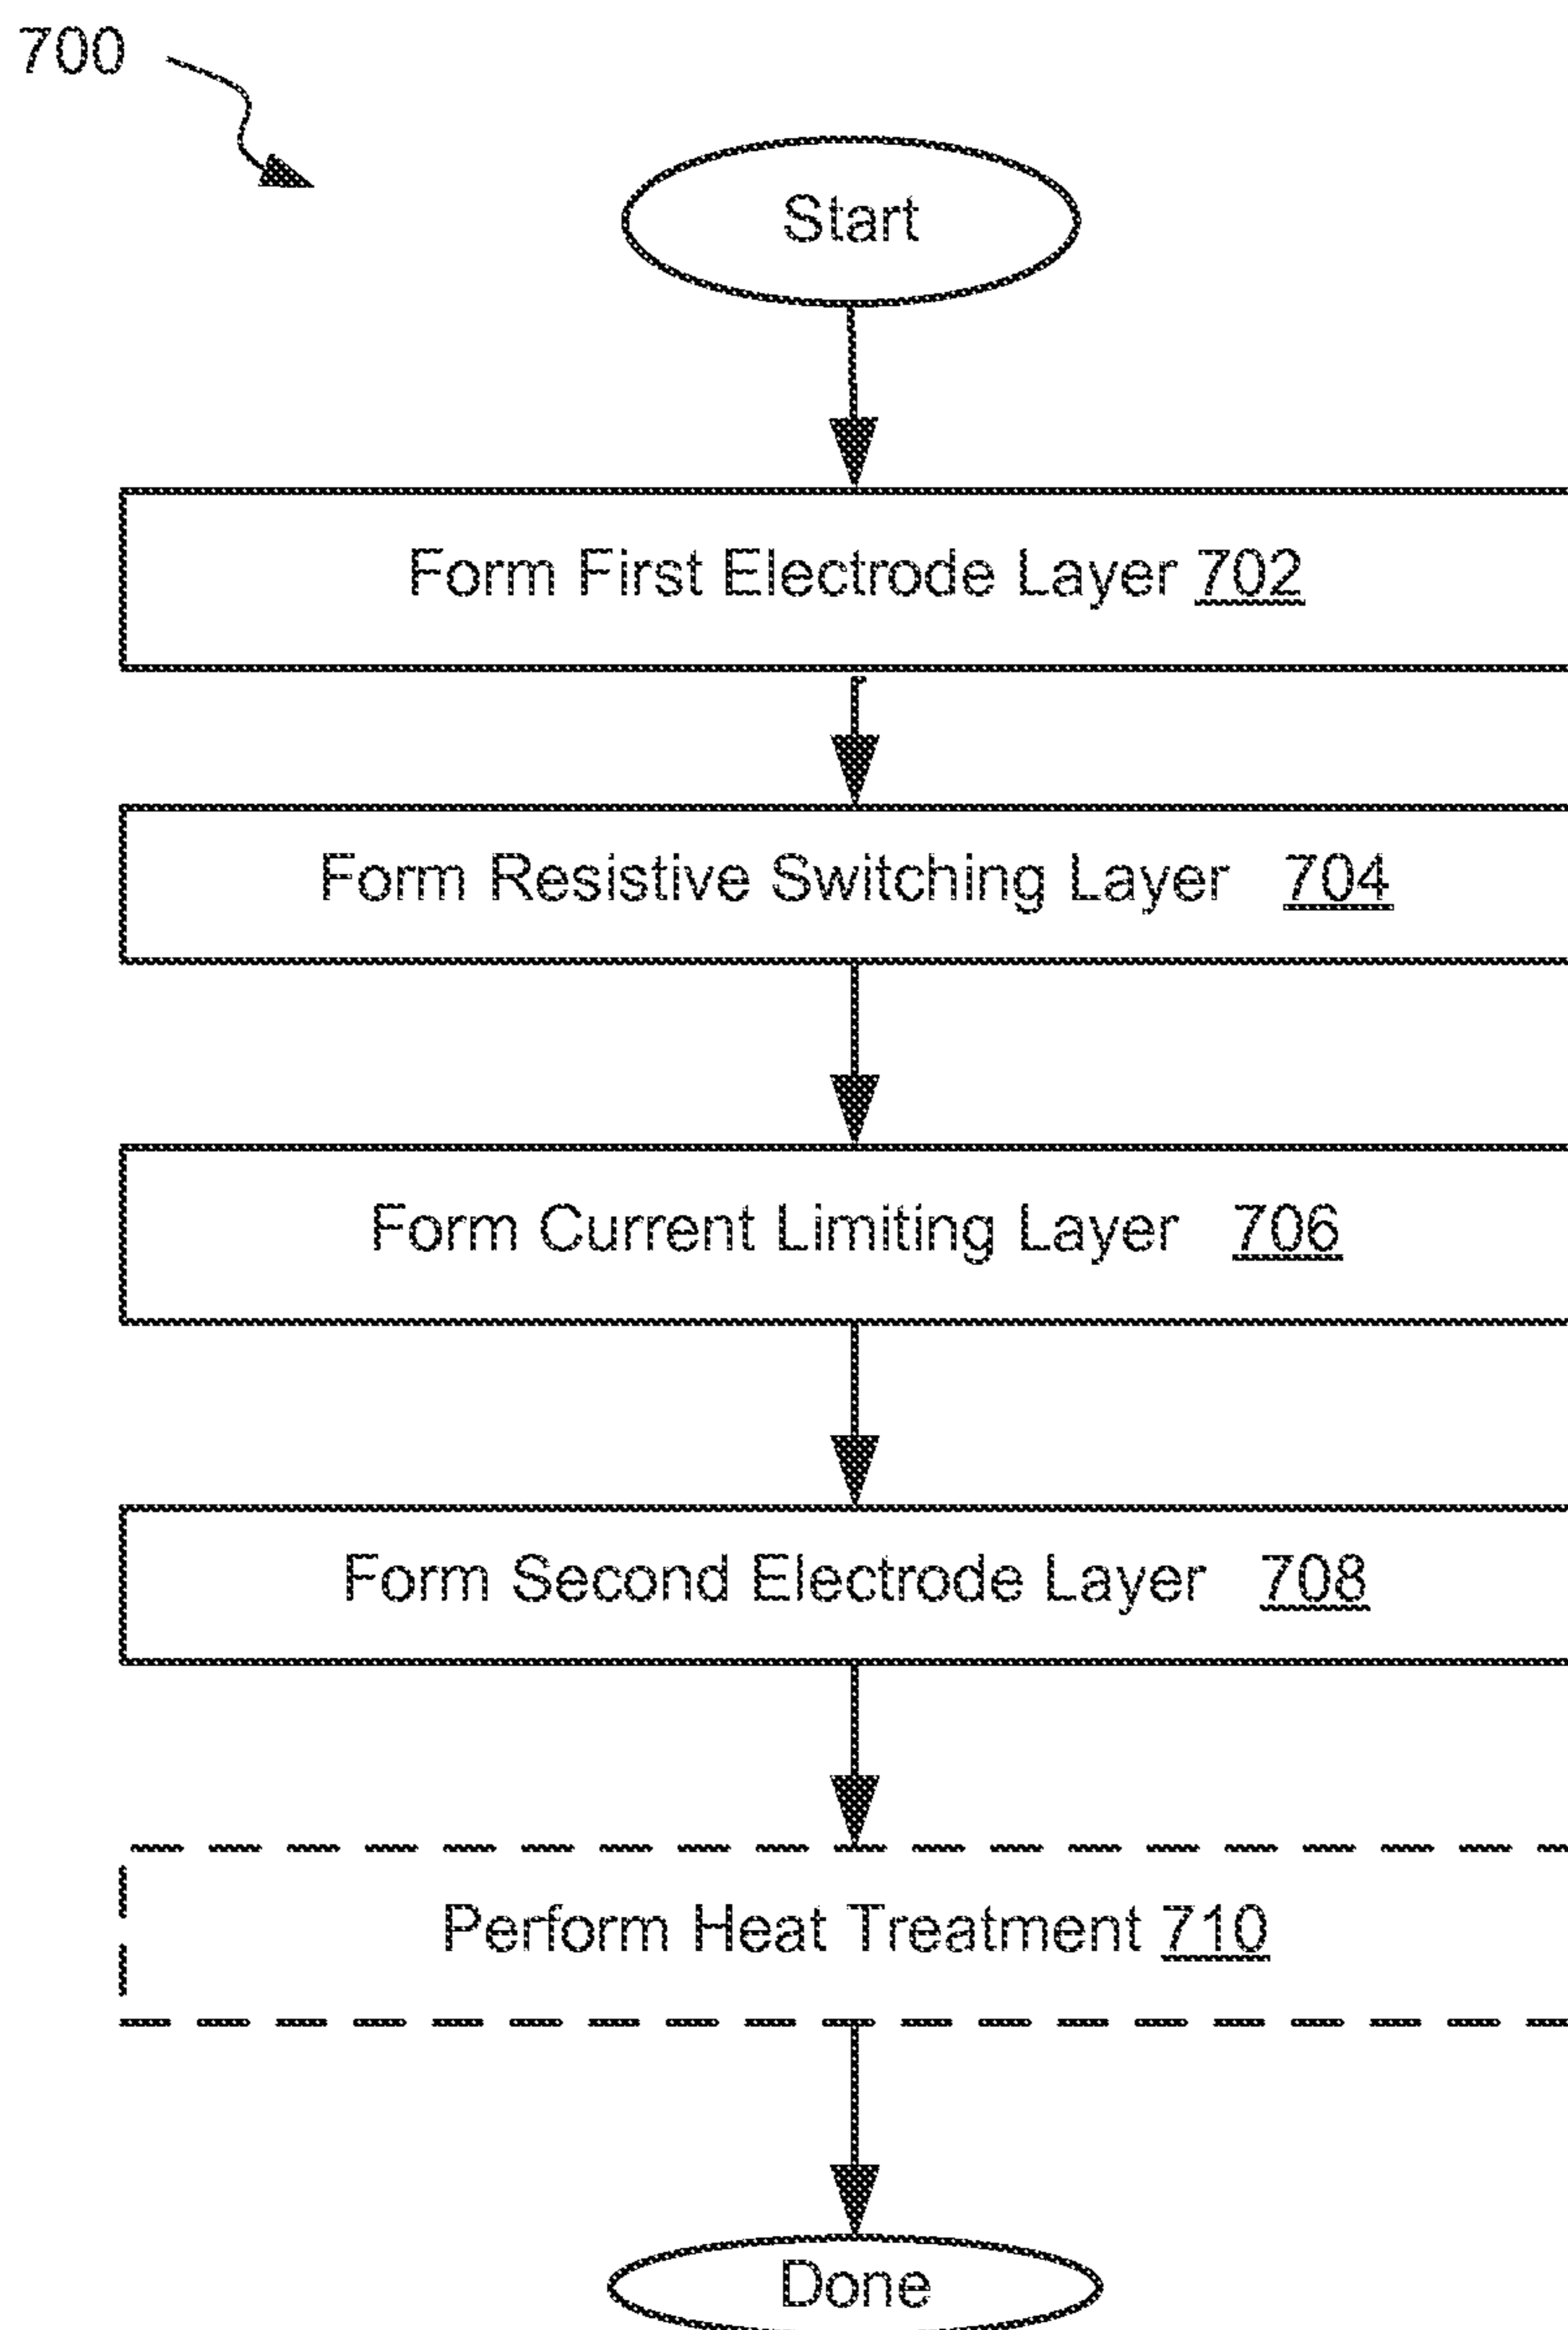 700
Start
Form First Electrode Layer 702
Form Resistive Switching Layer 704
Form Current Limiting Layer 706
Form Second Electrode Layer 708
Perform Heat Treatment 710
Done